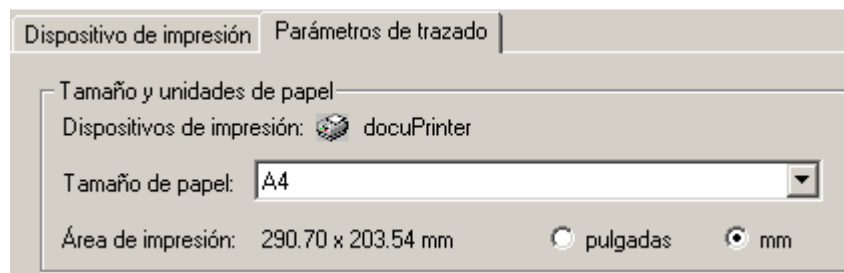 Dispositivo de impresión Parámetros de trazado
Tamaño y unidades de papel
Dispositivos de impresión: docuPrinter
Tamaño de papel: A4
Área de impresión: 290.70 x 203.54 mm pulgadas mm